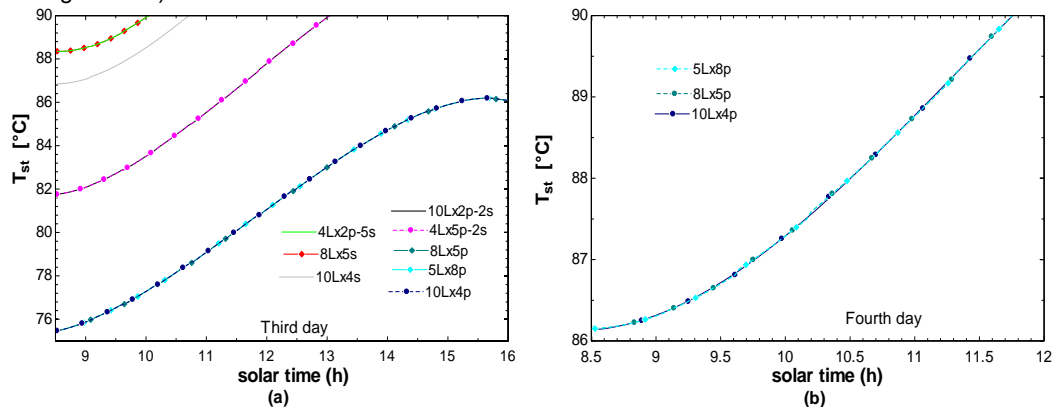 90
88
86
84
82
80
78
76
T_st [°C]
9 10 11 12 13 14 15 16
solar time (h)
(a)
4Lx2p-5s
8Lx5s
10Lx4s
10Lx2p-2s
4Lx5p-2s
8Lx5p
5Lx8p
10Lx4p
Third day
90
89
88
87
86
T_st [°C]
8.5 9 9.5 10 10.5 11 11.5 12
solar time (h)
(b)
5Lx8p
8Lx5p
10Lx4p
Fourth day